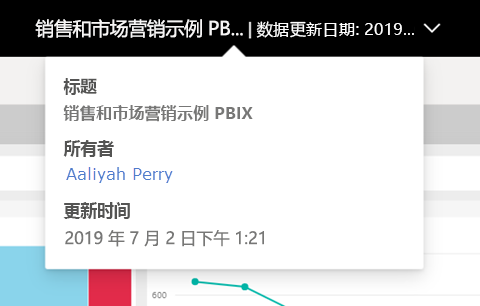 销售和市场营销示例 PB... | 数据更新日期: 2019...
标题
销售和市场营销示例 PBIX
所有者
Aaliyah Perry
更新时间
2019 年 7 月 2 日下午 1:21
600